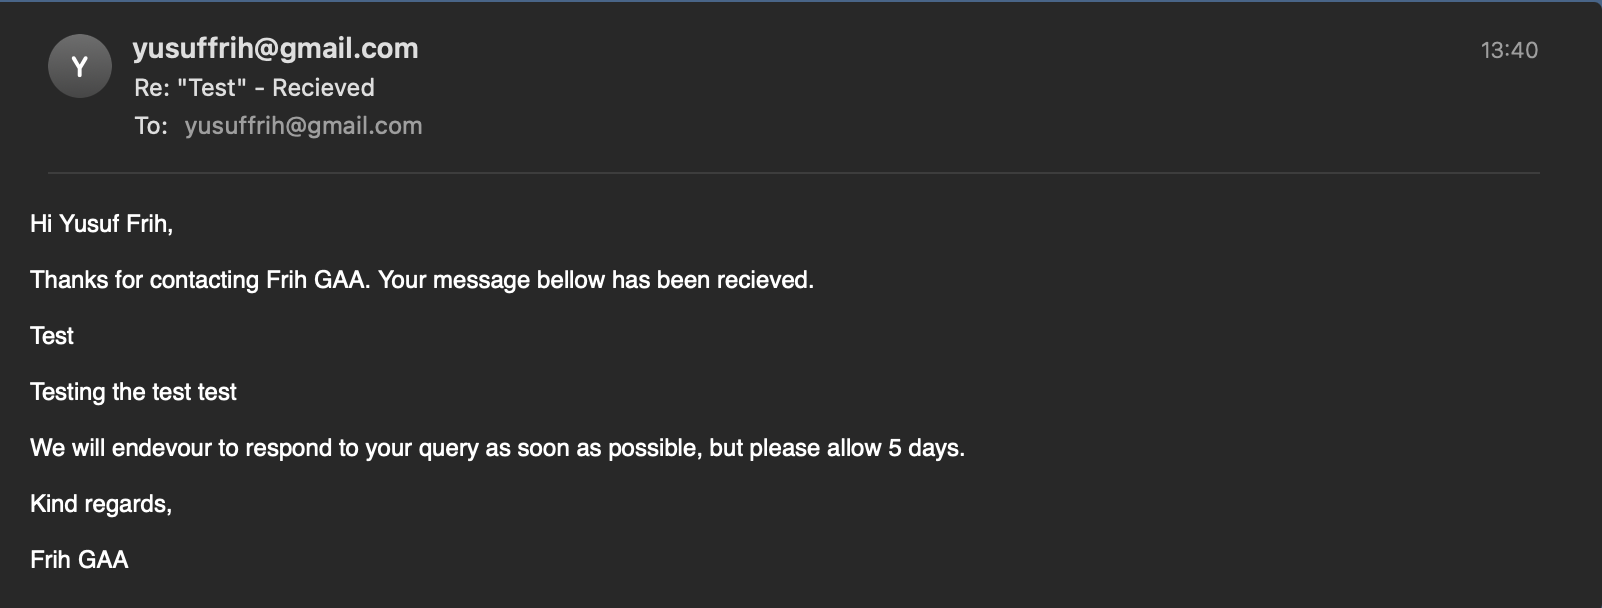 Y
yusuffrih@gmail.com
13:40
Re: "Test" - Recieved
To: yusuffrih@gmail.com
Hi Yusuf Frih,
Thanks for contacting Frih GAA. Your message bellow has been recieved.
Test
Testing the test test
We will endevour to respond to your query as soon as possible, but please allow 5 days.
Kind regards,
Frih GAA